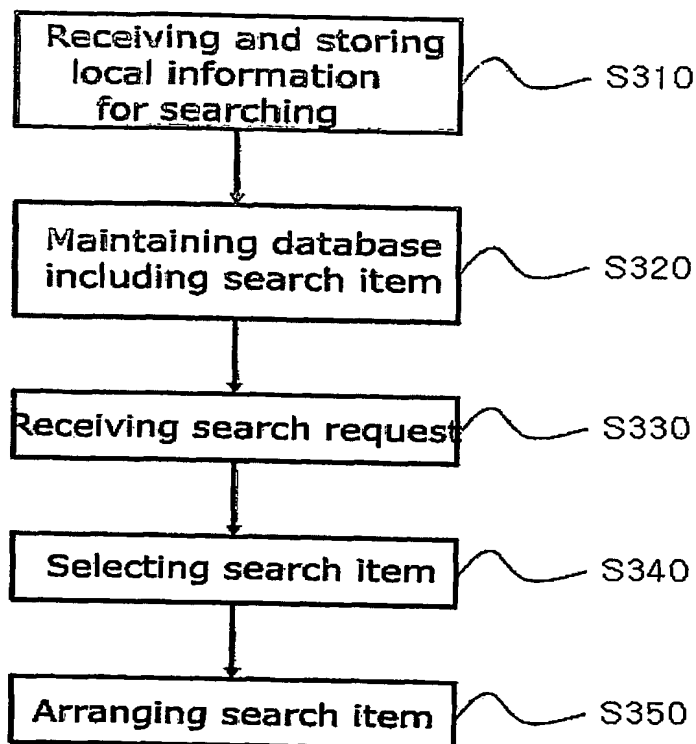 Receiving and storing
local information
for searching
S310
Maintaining database
including search item
S320
Receiving search request
S330
Selecting search item
S340
Arranging search item
S350